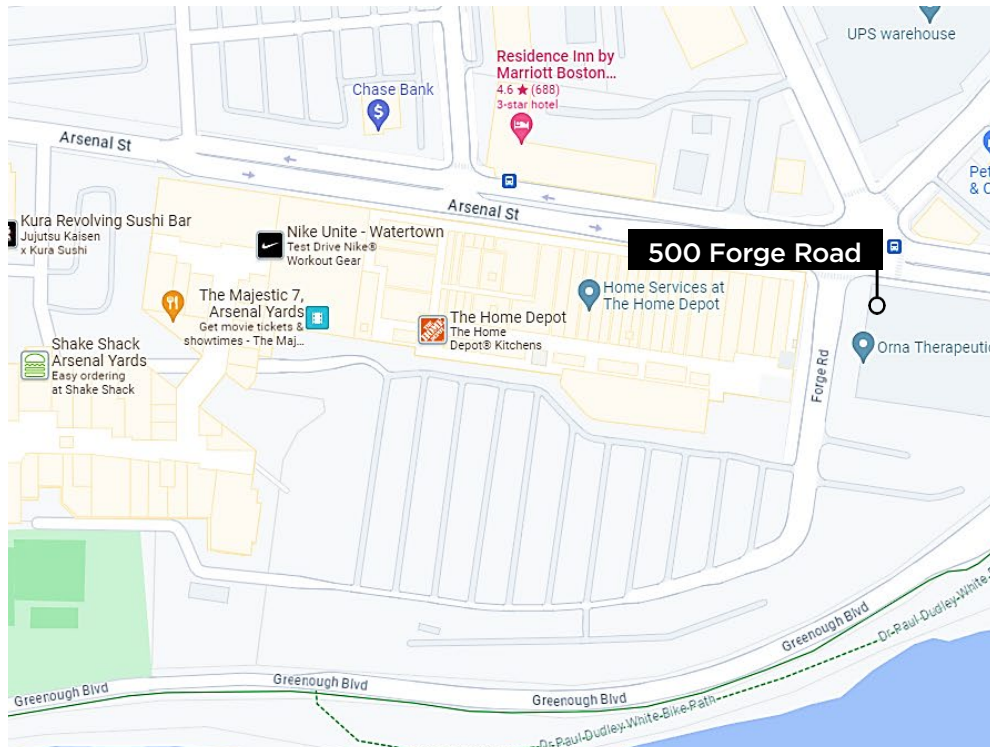 UPS warehouse
Residence Inn by
Marriott Boston...
4.6 ★ (688)
3-star hotel
Chase Bank
$
Arsenal St
Pet
& C
Arsenal St
Kura Revolving Sushi Bar
Jujutsu Kaisen
x Kura Sushi
Nike Unite - Watertown
Test Drive Nike®
Workout Gear
500 Forge Road
Home Services at
The Home Depot
The Majestic 7,
Arsenal Yards
Get movie tickets &
showtimes - The Maj...
The Home Depot
The Home
Depot® Kitchens
Shake Shack
Arsenal Yards
Easy ordering
at Shake Shack
Orna Therapeutic
Forge Rd
Greenough Blvd
Dr-Paul-Dudley-White-B
Greenough Blvd
Greenough Blvd
Greenough Blvd
Dr-Paul-Dudley-White-Bike-Path